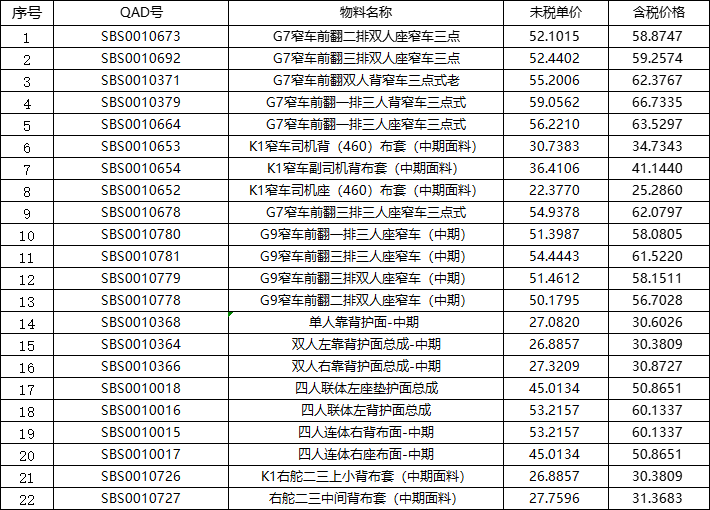 序号 QAD号 物料名称 未税单价 含税价格
1 SBS0010673 G7窄车前翻二排双人座窄车三点 52.1015 58.8747
2 SBS0010692 G7窄车前翻三排双人座窄车三点 52.4402 59.2574
3 SBS0010371 G7窄车前翻双人背窄车三点式老 55.2006 62.3767
4 SBS0010379 G7窄车前翻一排三人背窄车三点式 59.0562 66.7335
5 SBS0010664 G7窄车前翻一排三人座窄车三点式 56.2210 63.5297
6 SBS0010653 K1窄车司机背（460）布套（中期面料） 30.7383 34.7343
7 SBS0010654 K1窄车副司机背布套（中期面料） 36.4106 41.1440
8 SBS0010652 K1窄车司机座（460）布套（中期面料） 22.3770 25.2860
9 SBS0010678 G7窄车前翻三排三人座窄车三点式 54.9378 62.0797
10 SBS0010780 G9窄车前翻一排三人座窄车（中期） 51.3987 58.0805
11 SBS0010781 G9窄车前翻三排三人座窄车（中期） 54.4443 61.5220
12 SBS0010779 G9窄车前翻三排双人座窄车（中期） 51.4612 58.1511
13 SBS0010778 G9窄车前翻二排双人座窄车（中期） 50.1795 56.7028
14 SBS0010368 单人靠背护面-中期 27.0820 30.6026
15 SBS0010364 双人左靠背护面总成-中期 26.8857 30.3809
16 SBS0010366 双人右靠背护面总成-中期 27.3209 30.8727
17 SBS0010018 四人联体左座垫护面总成 45.0134 50.8651
18 SBS0010016 四人联体左背护面总成 53.2157 60.1337
19 SBS0010015 四人连体右背布面-中期 53.2157 60.1337
20 SBS0010017 四人连体右座布面-中期 45.0134 50.8651
21 SBS0010726 K1右舵二三上小背布套（中期面料） 26.8857 30.3809
22 SBS0010727 右舵二三中间背布套（中期面料） 27.7596 31.3683